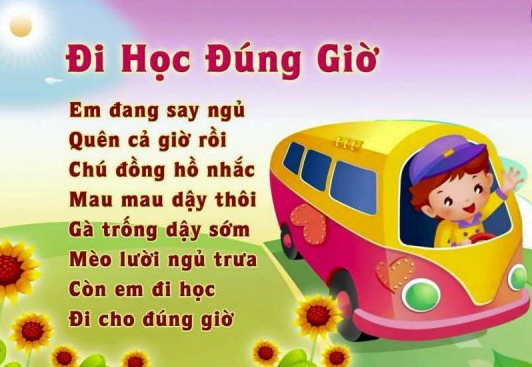 Đi Học Đúng Giờ
Em đang say ngủ
Quên cả giờ rồi
Chú đồng hồ nhắc
Mau mau dậy thôi
Gà trống dậy sớm
Mèo lười ngủ trưa
Còn em đi học
Đi cho đúng giờ